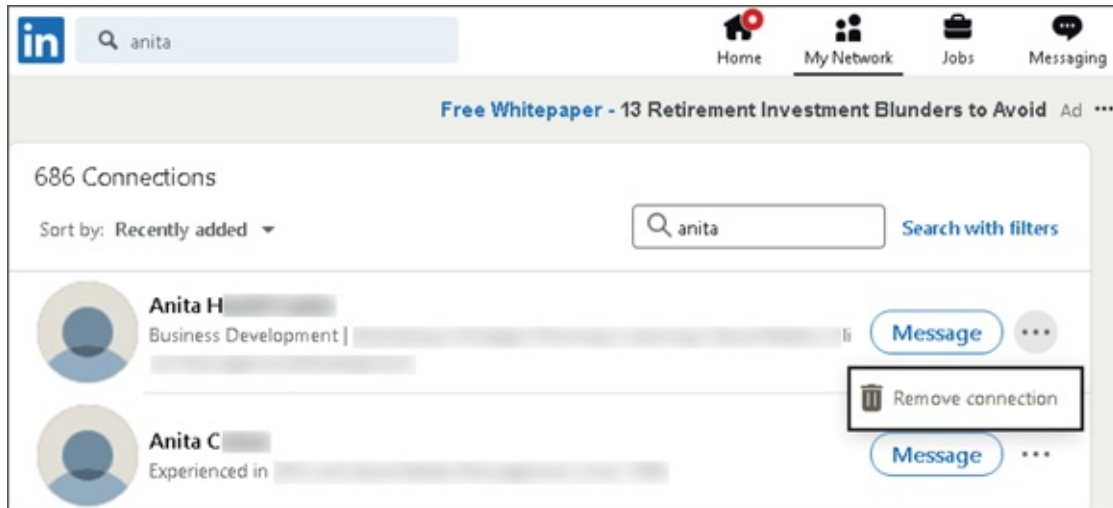 in anita
Home My Network Jobs Messaging
Free Whitepaper - 13 Retirement Investment Blunders to Avoid Ad ...
686 Connections
Sort by: Recently added
anita
Search with filters
Anita H
Business Development |
li
Message
Remove connection
Anita C
Experienced in
Message